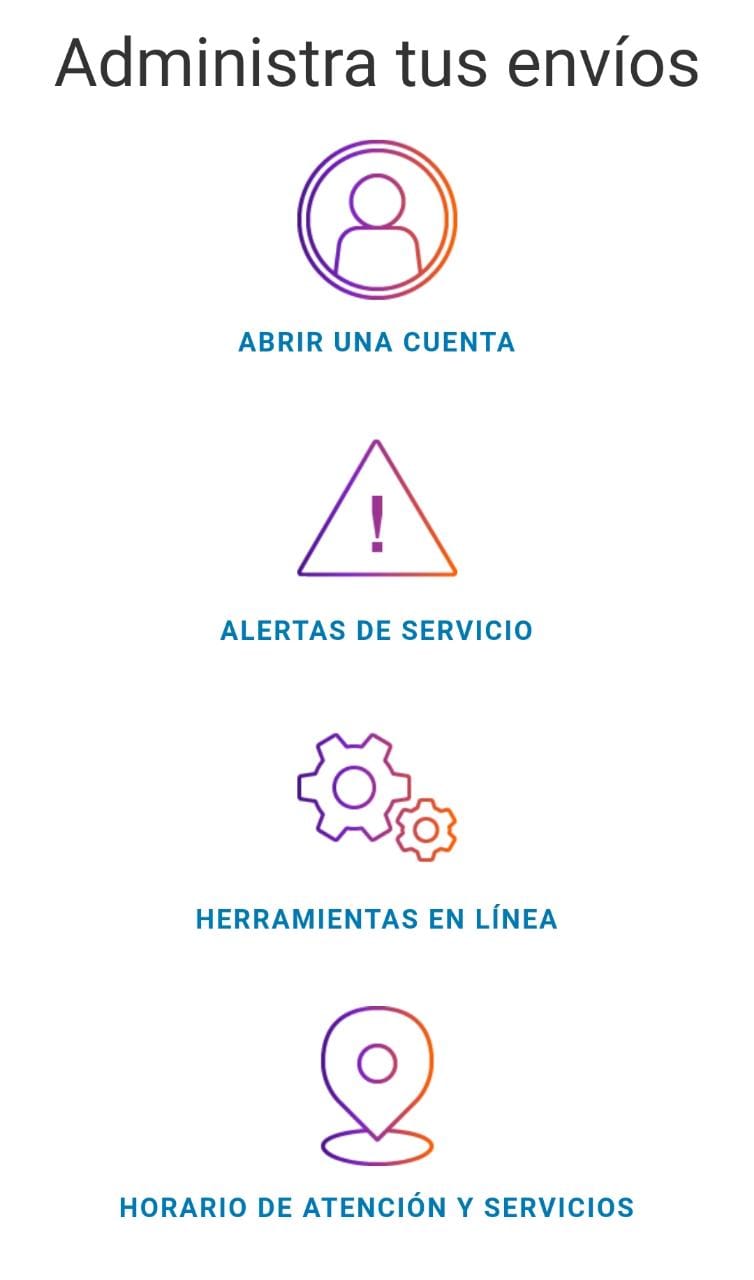 Administra tus envíos
ABRIR UNA CUENTA
!
ALERTAS DE SERVICIO
HERRAMIENTAS EN LÍNEA
HORARIO DE ATENCIÓN Y SERVICIOS